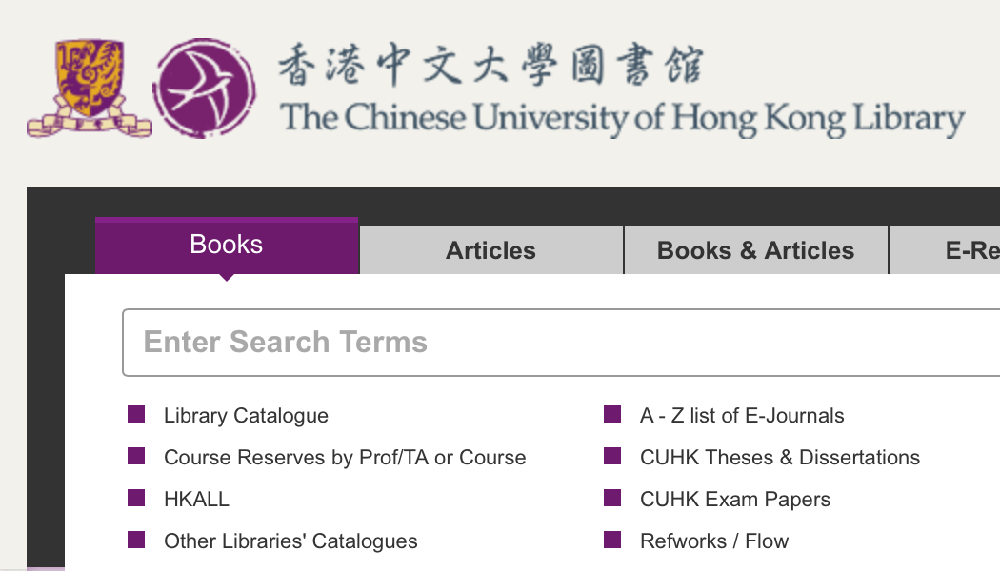 香港中文大學圖書館
The Chinese University of Hong Kong Library
Books
Articles
Books & Articles
E-Re
Enter Search Terms
Library Catalogue
A - Z list of E-Journals
Course Reserves by Prof/TA or Course
CUHK Theses & Dissertations
HKALL
CUHK Exam Papers
Other Libraries' Catalogues
Refworks / Flow